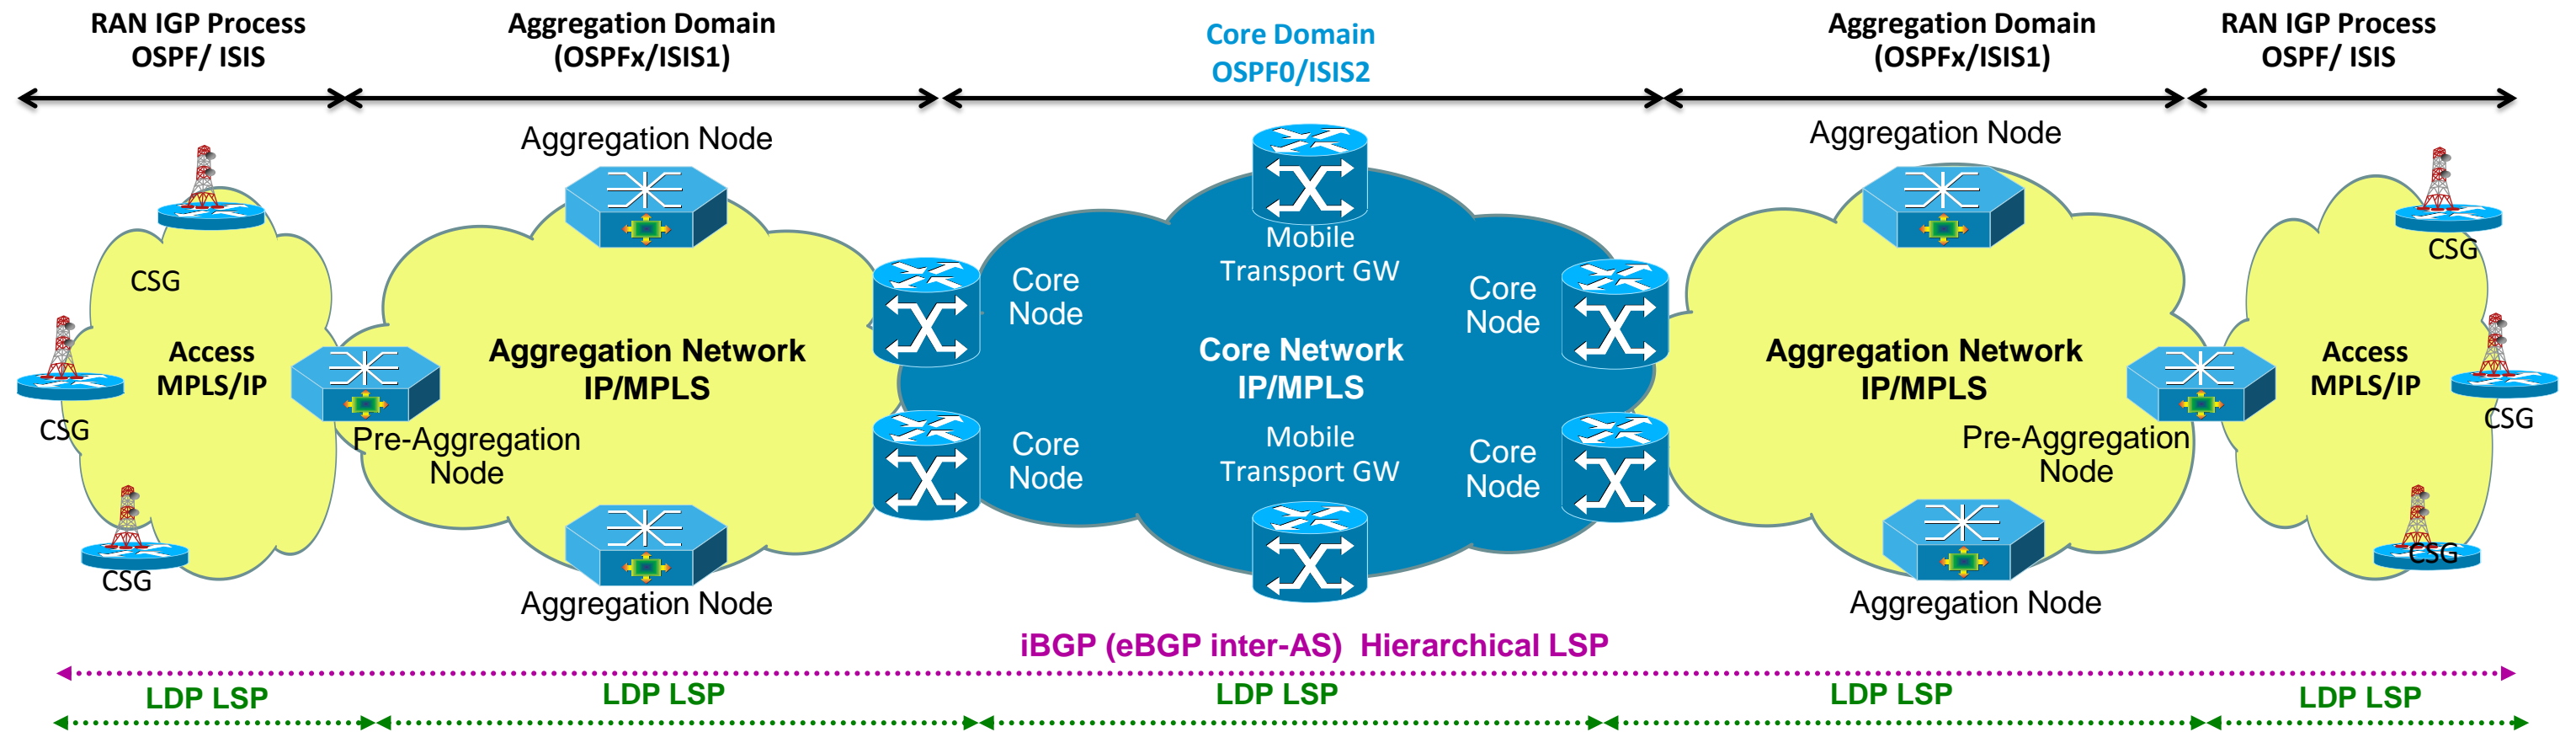 RAN IGP Process
OSPF/ ISIS
Aggregation Domain
(OSPFx/ISIS1)
Core Domain
OSPF0/ISIS2
Aggregation Domain
(OSPFx/ISIS1)
RAN IGP Process
OSPF/ ISIS
Aggregation Node
Aggregation Node
CSG
CSG
Mobile
Transport GW
Core
Node
Core
Node
Access
MPLS/IP
Aggregation Network
IP/MPLS
Core Network
IP/MPLS
Aggregation Network
IP/MPLS
Access
MPLS/IP
CSG
Pre-Aggregation
Node
Core
Node
Mobile
Transport GW
Core
Node
Pre-Aggregation
Node
CSG
CSG
CSG
Aggregation Node
Aggregation Node
iBGP (eBGP inter-AS) Hierarchical LSP
LDP LSP
LDP LSP
LDP LSP
LDP LSP
LDP LSP